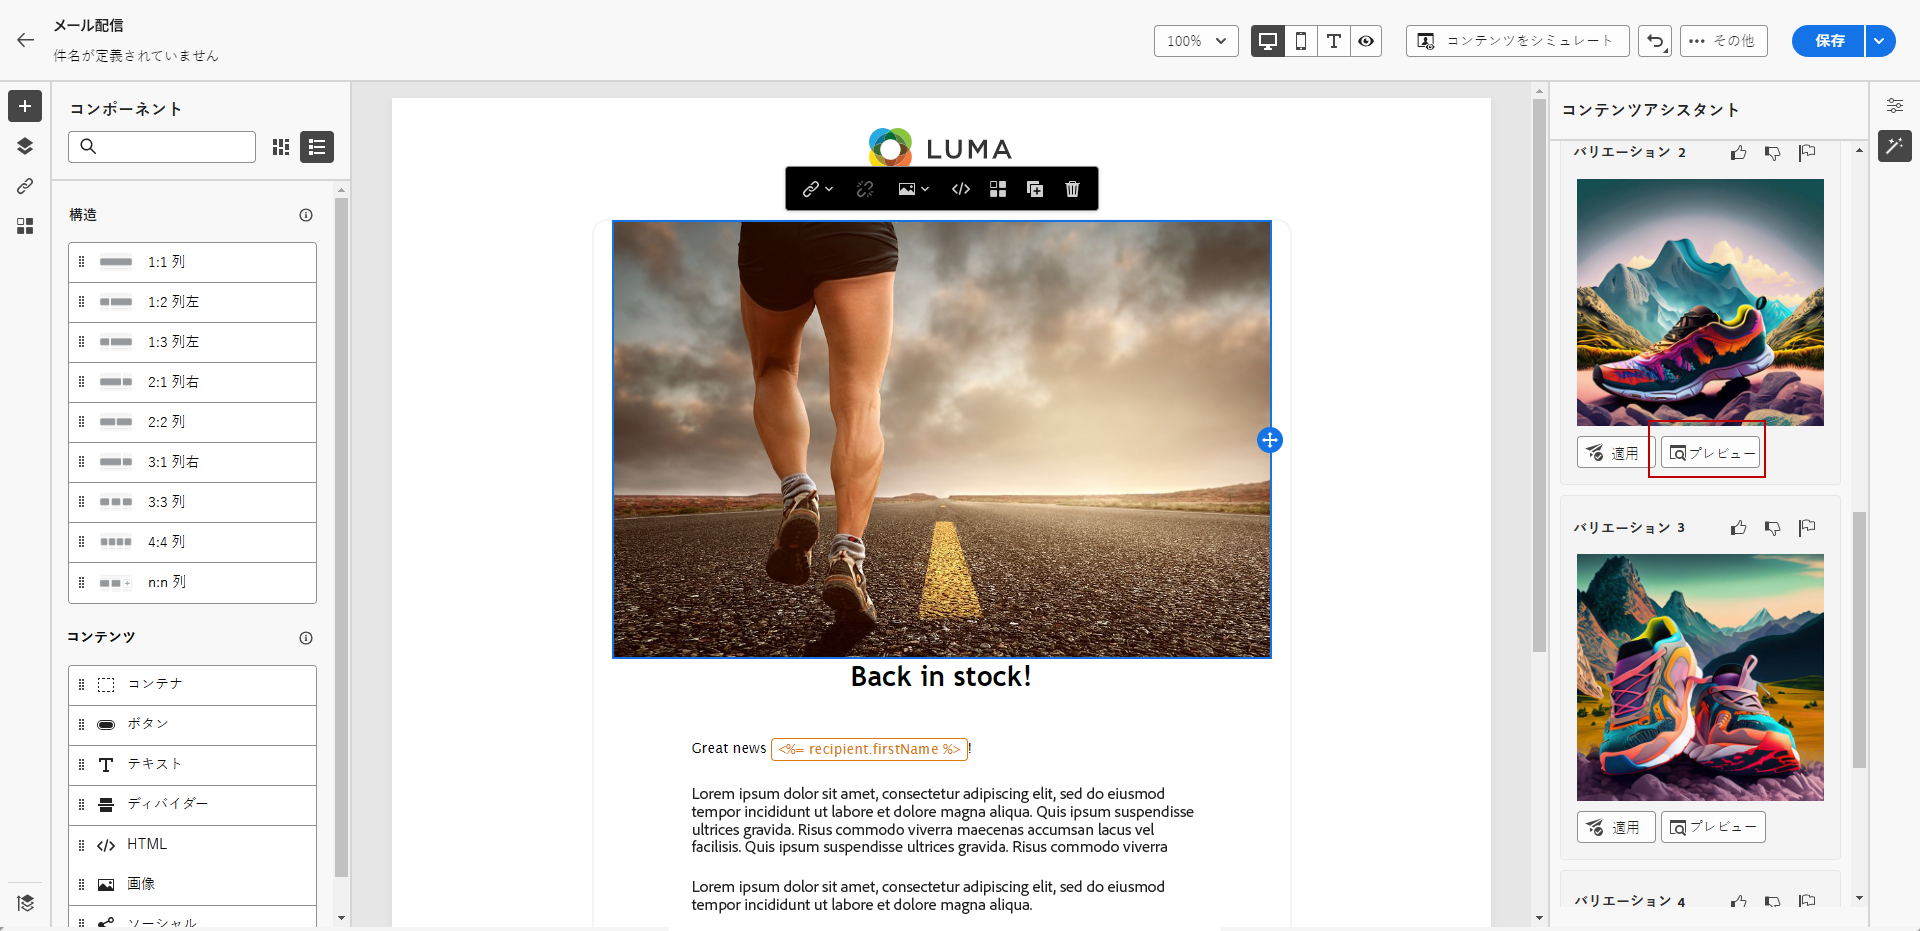 メール配信
件名が定義されていません
100%
コンテンツをシミュレート
その他
保存
コンポーネント
構造
1:1 列
1:2 列左
1:3 列左
2:1 列右
2:2 列
3:1 列右
3:3 列
4:4 列
n:n 列
コンテンツ
コンテナ
ボタン
テキスト
ディバイダー
HTML
画像
ソーシャル
LUMA
Back in stock!
Great news <%= recipient.firstName %> !
Lorem ipsum dolor sit amet, consectetur adipiscing elit, sed do eiusmod
tempor incididunt ut labore et dolore magna aliqua. Quis ipsum suspendisse
ultrices gravida. Risus commodo viverra maecenas accumsan lacus vel
facilisis. Quis ipsum suspendisse ultrices gravida. Risus commodo viverra
Lorem ipsum dolor sit amet, consectetur adipiscing elit, sed do eiusmod
tempor incididunt ut labore et dolore magna aliqua.
コンテンツアシスタント
バリエーション 2
適用
プレビュー
バリエーション 3
適用
プレビュー
バリエーション 4